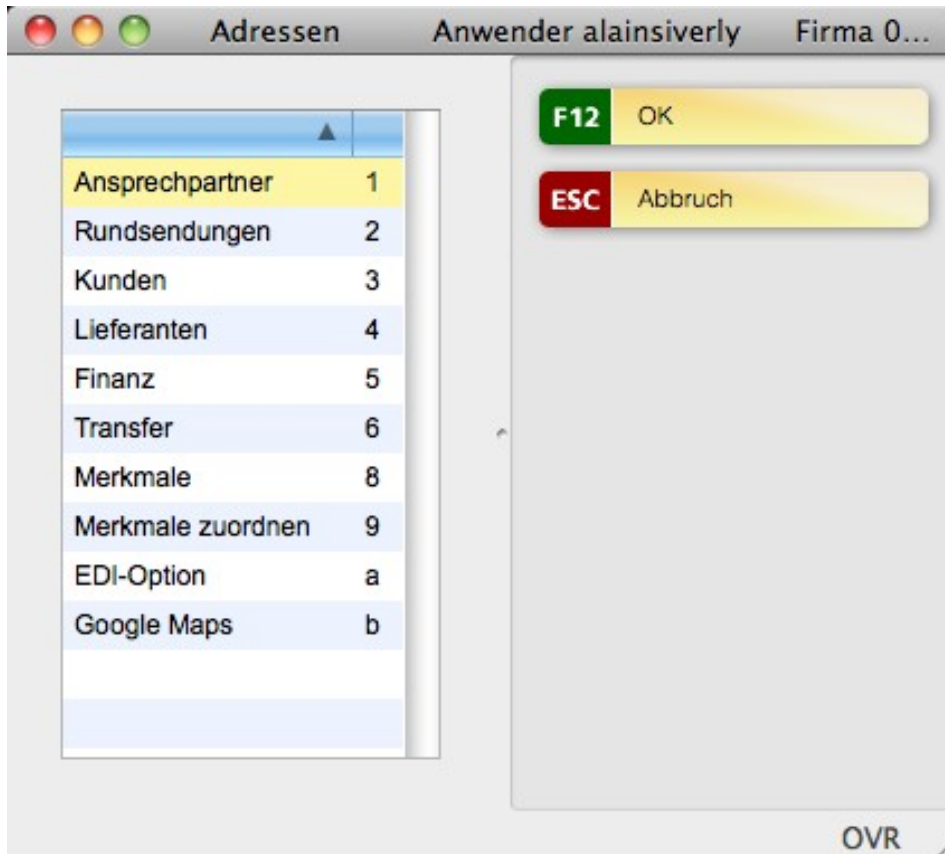 Adressen Anwender alainsiverly Firma 0...
F12 OK
ESC Abbruch
Ansprechpartner 1
Rundsendungen 2
Kunden 3
Lieferanten 4
Finanz 5
Transfer 6
Merkmale 8
Merkmale zuordnen 9
EDI-Option a
Google Maps b
OVR